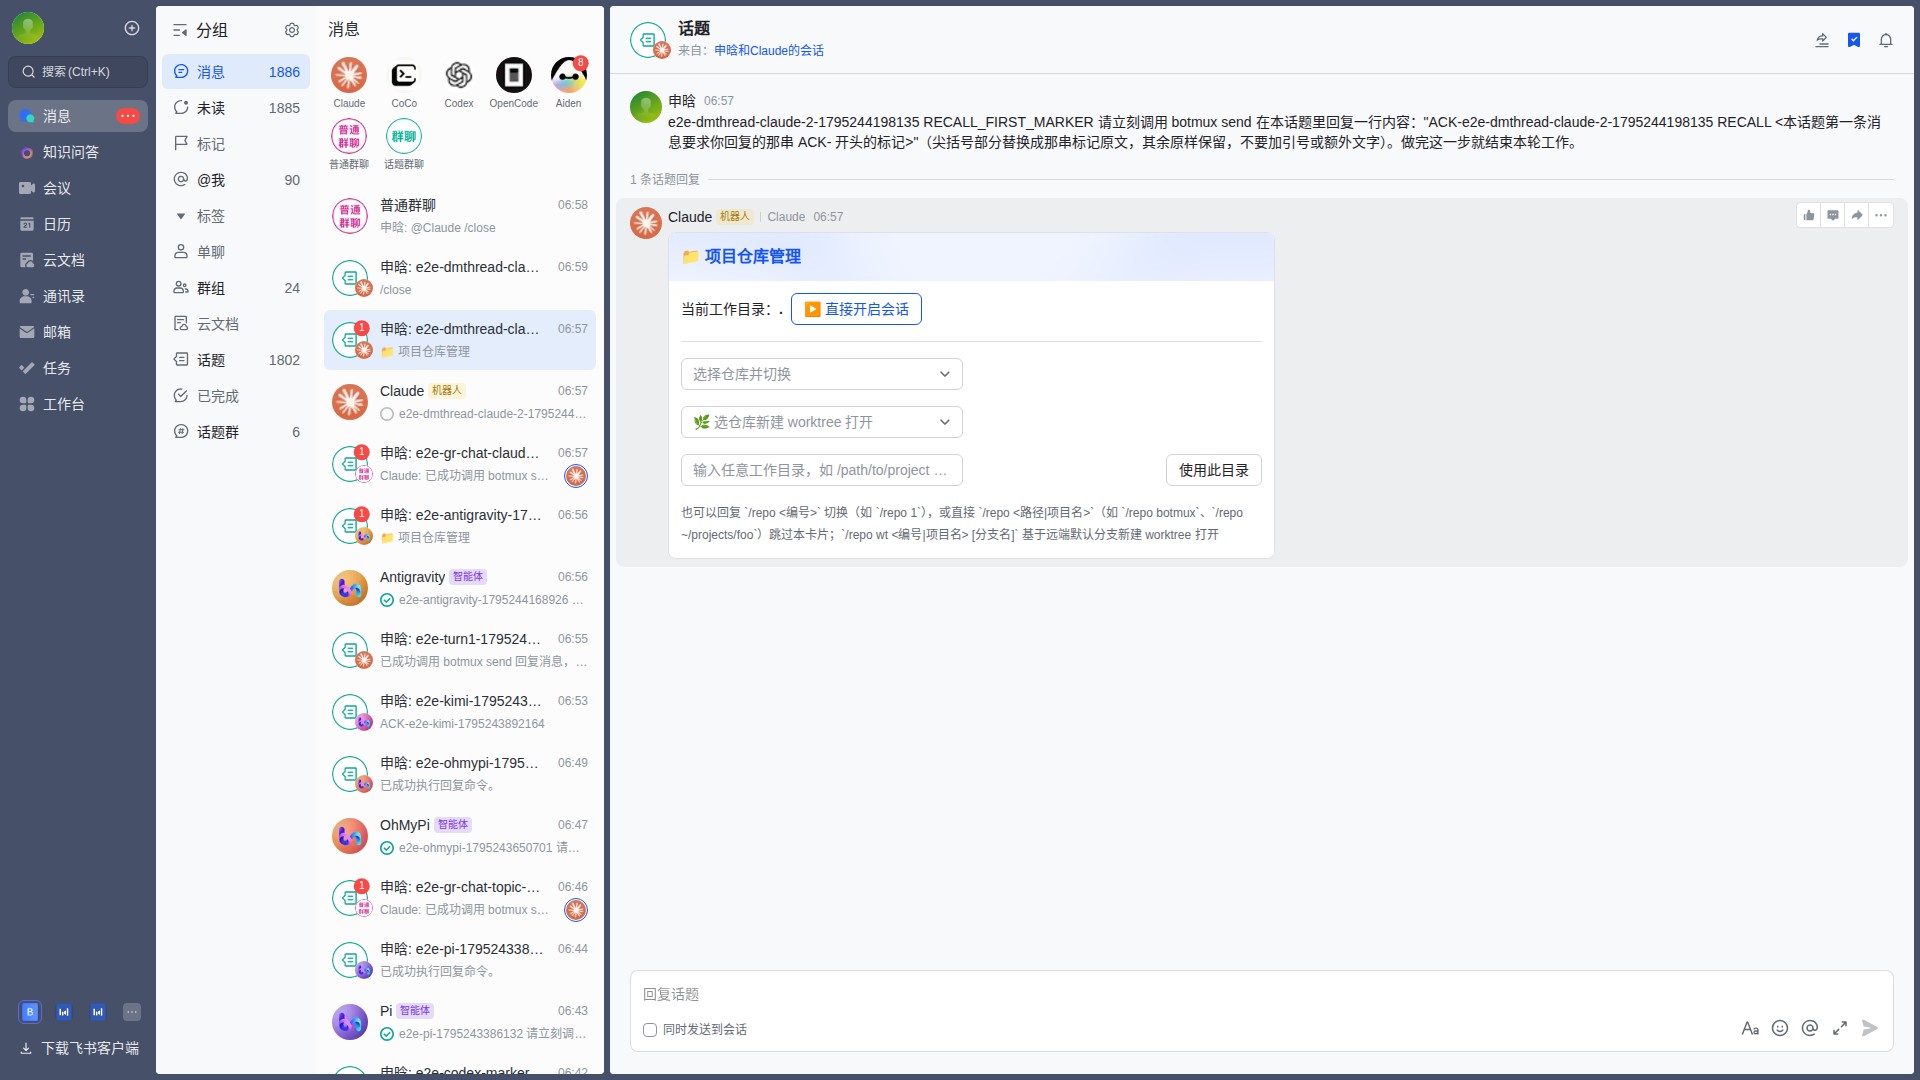 搜索 (Ctrl+K)
消息
知识问答
会议
日历
31
云文档
通讯录
邮箱
任务
工作台
B
下载飞书客户端
分组
消息 1886
未读 1885
标记
@我 90
标签
单聊
群组 24
云文档
话题 1802
已完成
话题群 6
消息
8
Claude CoCo Codex OpenCode Aiden
普通群聊 群聊
普通群聊 话题群聊
普通群聊
普通群聊 06:58
申晗: @Claude /close
申晗: e2e-dmthread-cla... 06:59
/close
1
申晗: e2e-dmthread-cla... 06:57
📁 项目仓库管理
Claude 机器人 06:57
e2e-dmthread-claude-2-1795244...
1
申晗: e2e-gr-chat-claud... 06:57
Claude: 已成功调用 botmux s...
1
申晗: e2e-antigravity-17... 06:56
📁 项目仓库管理
Antigravity 智能体 06:56
e2e-antigravity-1795244168926 ...
申晗: e2e-turn1-179524... 06:55
已成功调用 botmux send 回复消息，...
申晗: e2e-kimi-1795243... 06:53
ACK-e2e-kimi-1795243892164
申晗: e2e-ohmypi-1795... 06:49
已成功执行回复命令。
OhMyPi 智能体 06:47
e2e-ohmypi-1795243650701 请...
1
申晗: e2e-gr-chat-topic-... 06:46
Claude: 已成功调用 botmux s...
申晗: e2e-pi-179524338... 06:44
已成功执行回复命令。
Pi 智能体 06:43
e2e-pi-1795243386132 请立刻调...
申晗: e2e-codex-marker... 06:42
话题
来自：申晗和Claude的会话
申晗 06:57
e2e-dmthread-claude-2-1795244198135 RECALL_FIRST_MARKER 请立刻调用 botmux send 在本话题里回复一行内容："ACK-e2e-dmthread-claude-2-1795244198135 RECALL <本话题第一条消
息要求你回复的那串 ACK- 开头的标记>"（尖括号部分替换成那串标记原文，其余原样保留，不要加引号或额外文字）。做完这一步就结束本轮工作。
1 条话题回复
Claude 机器人 | Claude 06:57
📁 项目仓库管理
当前工作目录：. ▶️ 直接开启会话
选择仓库并切换
🌿 选仓库新建 worktree 打开
输入任意工作目录，如 /path/to/project ... 使用此目录
也可以回复 `/repo <编号>` 切换（如 `/repo 1`），或直接 `/repo <路径|项目名>`（如 `/repo botmux`、`/repo
~/projects/foo`）跳过本卡片；`/repo wt <编号|项目名> [分支名]` 基于远端默认分支新建 worktree 打开
回复话题
同时发送到会话
Aa